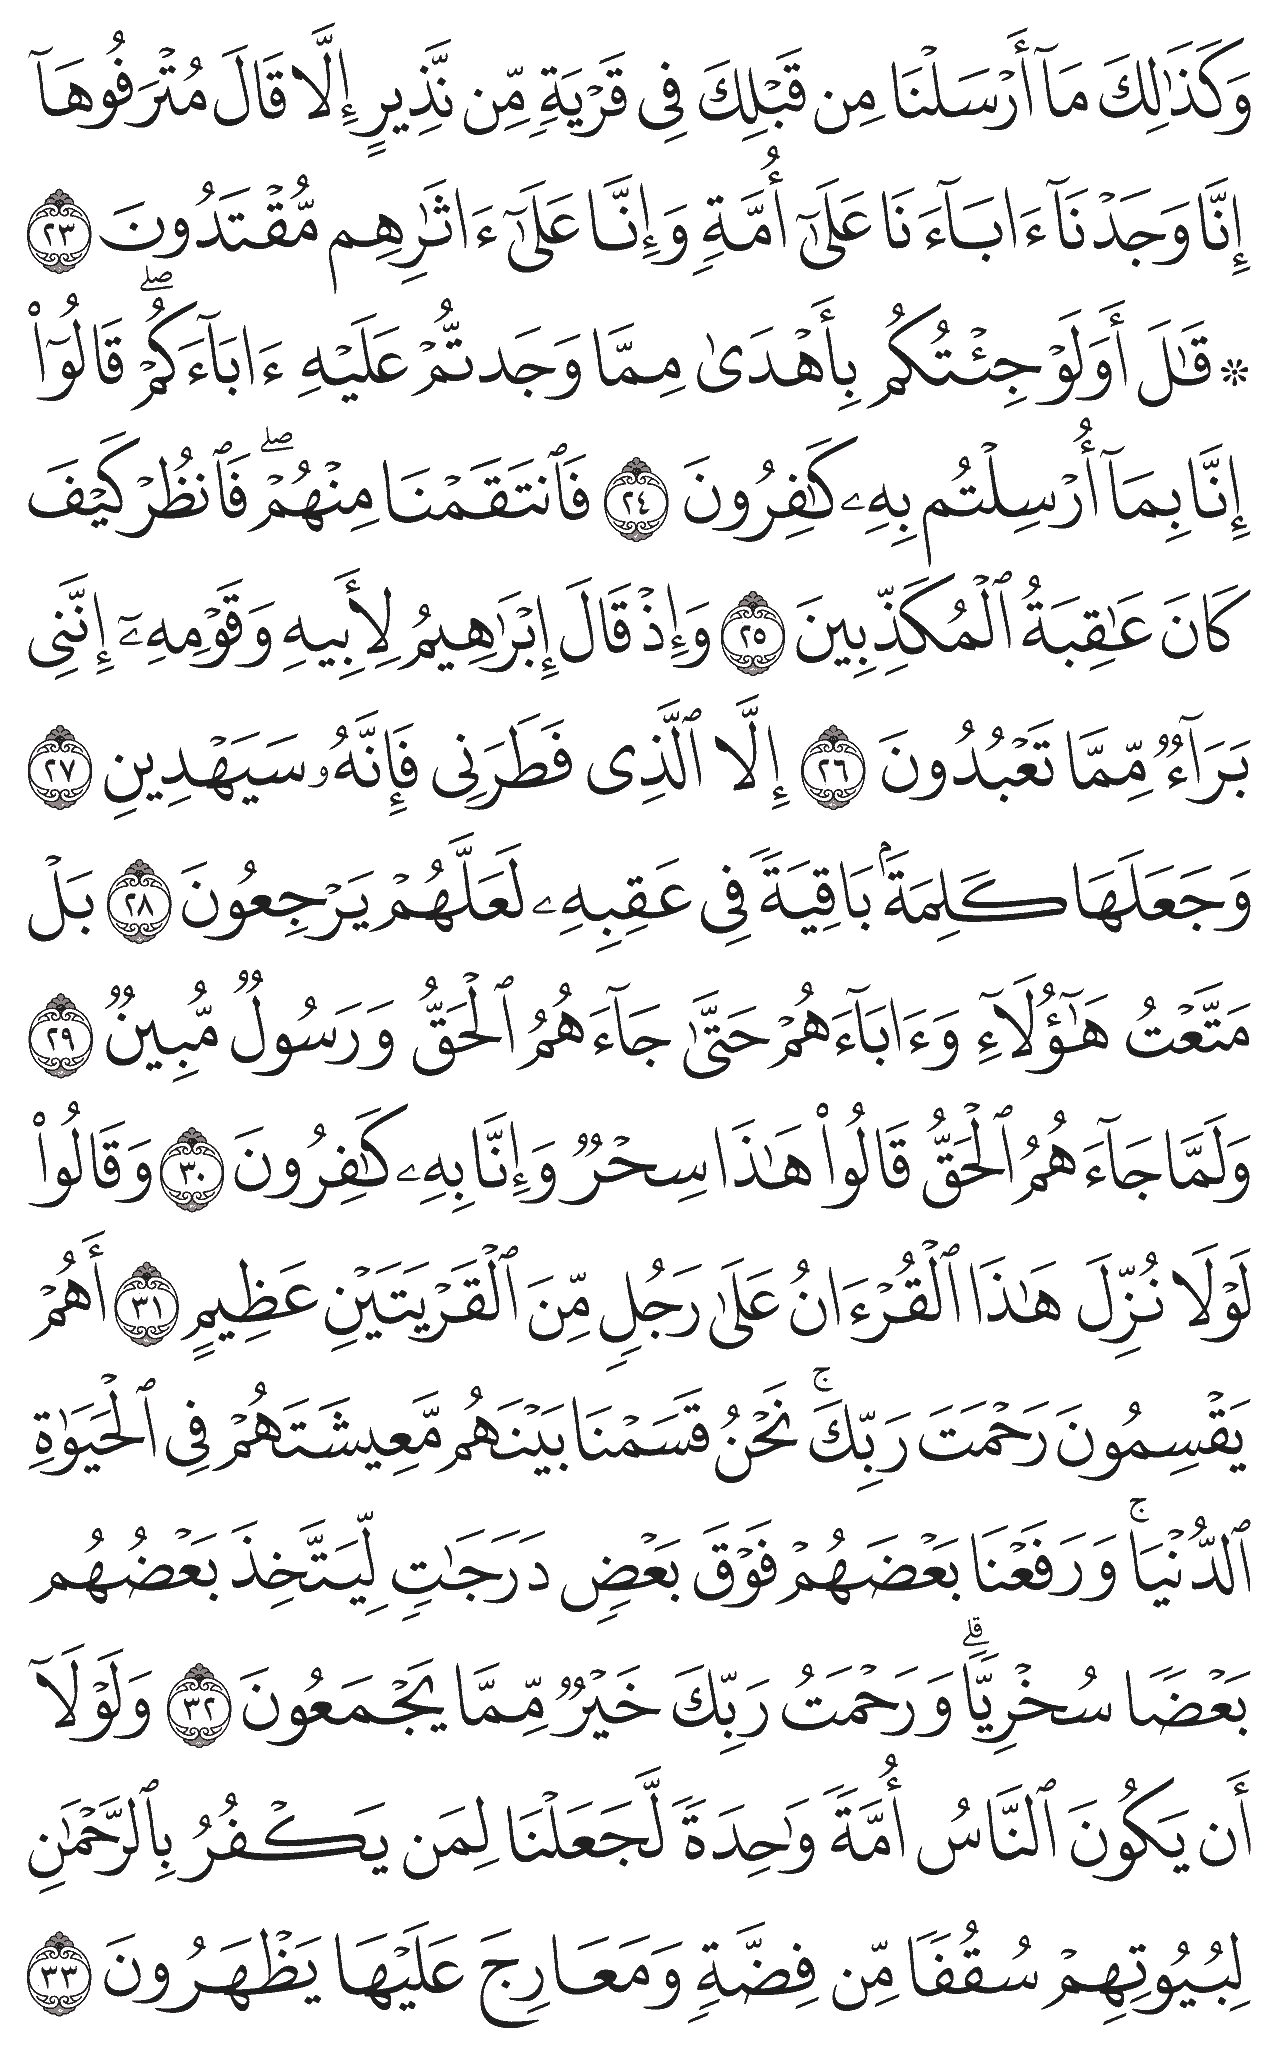 وَكَذَٰلِكَ مَآ أَرْسَلْنَا مِن قَبْلِكَ فِى قَرْيَةٍ مِّن نَّذِيرٍ إِلَّا قَالَ مُتْرَفُوهَآ
إِنَّا وَجَدْنَآ ءَابَآءَنَا عَلَىٰٓ أُمَّةٍ وَإِنَّا عَلَىٰٓ ءَاثَٰرِهِم مُّقْتَدُونَ ٢٣
۞ قَٰلَ أَوَلَوْ جِئْتُكُم بِأَهْدَىٰ مِمَّا وَجَدتُّمْ عَلَيْهِ ءَابَآءَكُمْ ۖ قَالُوٓا۟
إِنَّا بِمَآ أُرْسِلْتُم بِهِۦ كَٰفِرُونَ ٢٤ فَٱنتَقَمْنَا مِنْهُمْ ۖ فَٱنظُرْ كَيْفَ
كَانَ عَٰقِبَةُ ٱلْمُكَذِّبِينَ ٢٥ وَإِذْ قَالَ إِبْرَٰهِيمُ لِأَبِيهِ وَقَوْمِهِۦٓ إِنَّنِى
بَرَآءٌ مِّمَّا تَعْبُدُونَ ٢٦ إِلَّا ٱلَّذِى فَطَرَنِى فَإِنَّهُۥ سَيَهْدِينِ ٢٧
وَجَعَلَهَا كَلِمَةًۢ بَاقِيَةً فِى عَقِبِهِۦ لَعَلَّهُمْ يَرْجِعُونَ ٢٨ بَلْ
مَتَّعْتُ هَٰٓؤُلَآءِ وَءَابَآءَهُمْ حَتَّىٰ جَآءَهُمُ ٱلْحَقُّ وَرَسُولٌ مُّبِينٌ ٢٩
وَلَمَّا جَآءَهُمُ ٱلْحَقُّ قَالُوا۟ هَٰذَا سِحْرٌ وَإِنَّا بِهِۦ كَٰفِرُونَ ٣٠ وَقَالُوا۟
لَوْلَا نُزِّلَ هَٰذَا ٱلْقُرْءَانُ عَلَىٰ رَجُلٍ مِّنَ ٱلْقَرْيَتَيْنِ عَظِيمٍ ٣١ أَهُمْ
يَقْسِمُونَ رَحْمَتَ رَبِّكَ ۚ نَحْنُ قَسَمْنَا بَيْنَهُم مَّعِيشَتَهُمْ فِى ٱلْحَيَوٰةِ
ٱلدُّنْيَا ۚ وَرَفَعْنَا بَعْضَهُمْ فَوْقَ بَعْضٍ دَرَجَٰتٍ لِّيَتَّخِذَ بَعْضُهُم
بَعْضًا سُخْرِيًّا ۗ وَرَحْمَتُ رَبِّكَ خَيْرٌ مِّمَّا يَجْمَعُونَ ٣٢ وَلَوْلَآ
أَن يَكُونَ ٱلنَّاسُ أُمَّةً وَٰحِدَةً لَّجَعَلْنَا لِمَن يَكْفُرُ بِٱلرَّحْمَٰنِ
لِبُيُوتِهِمْ سُقُفًا مِّن فِضَّةٍ وَمَعَارِجَ عَلَيْهَا يَظْهَرُونَ ٣٣